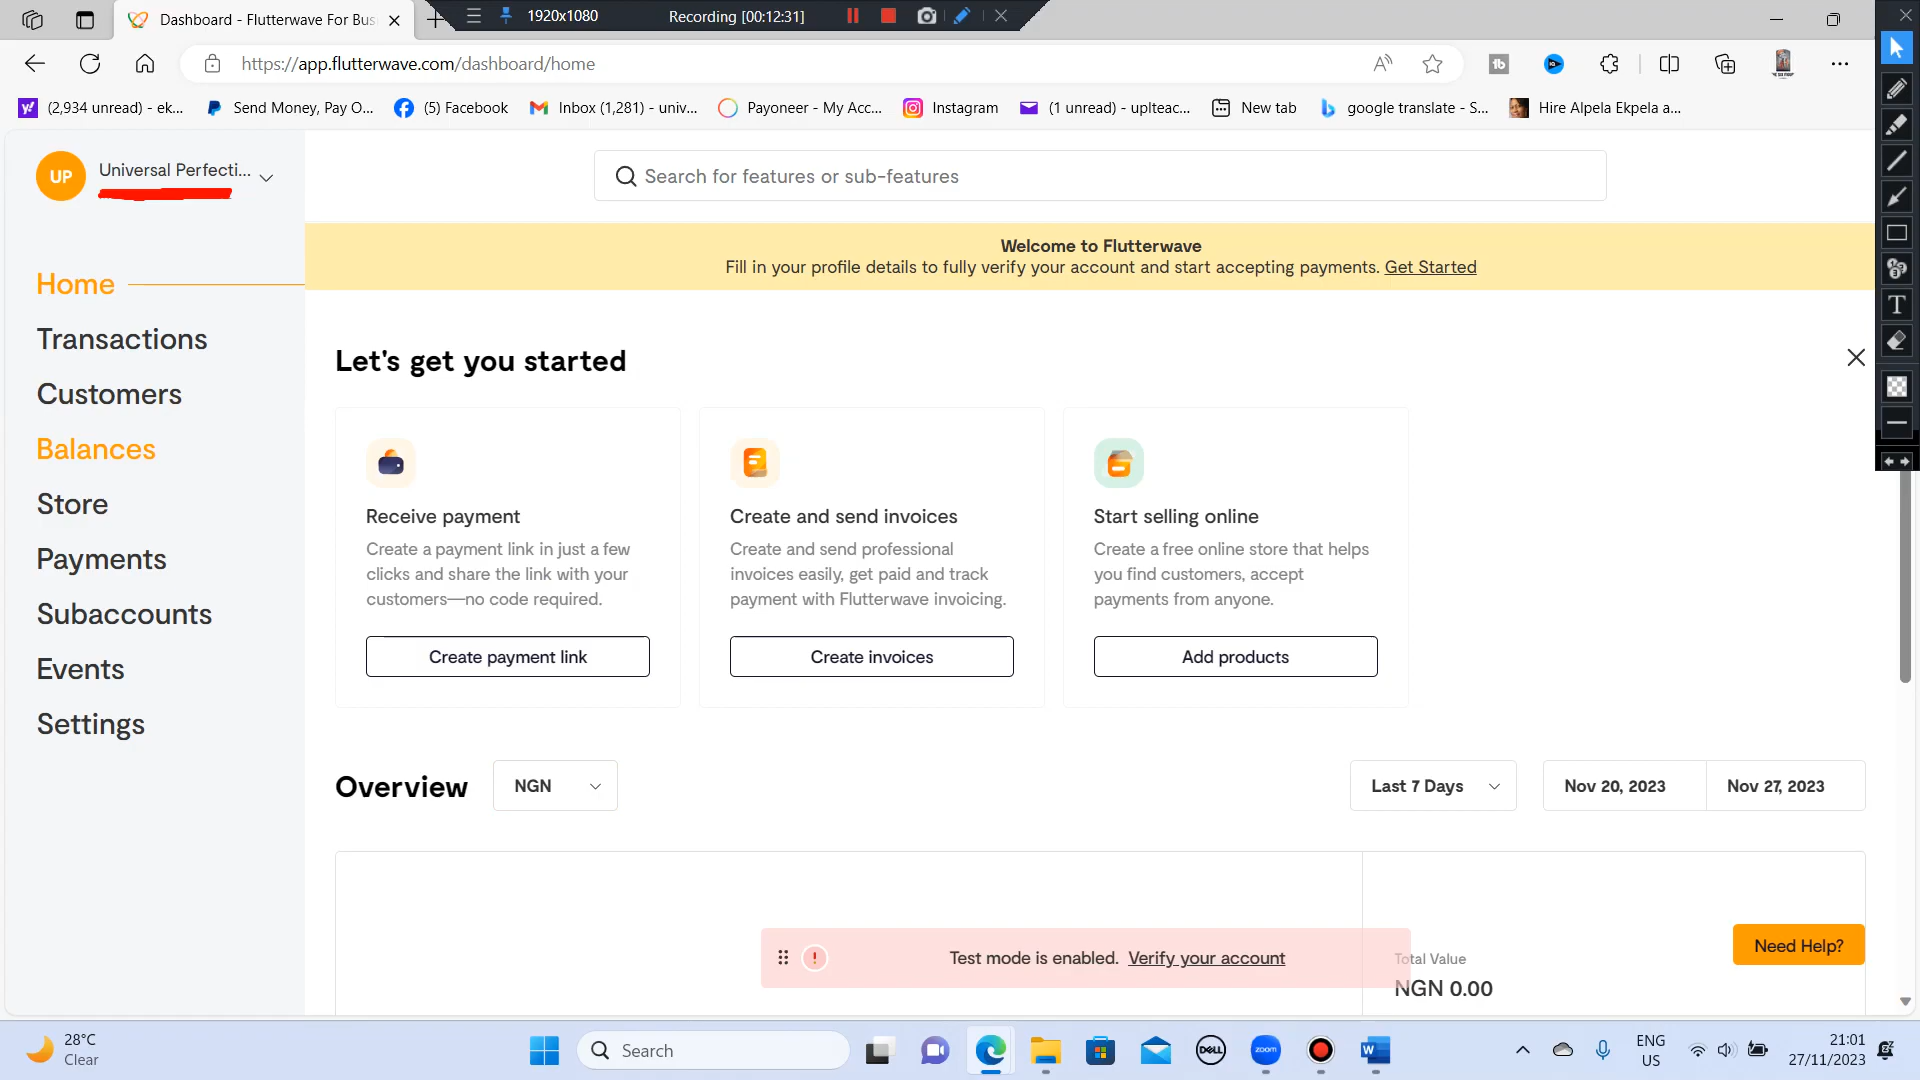 Dashboard - Flutterwave For Bus
1920x1080
Recording [00:12:31]
https://app.flutterwave.com/dashboard/home
(2,934 unread) - ek...
Send Money, Pay O...
(5) Facebook
Inbox (1,281) - univ...
Payoneer - My Acc...
Instagram
(1 unread) - uplteac...
New tab
google translate - S...
Hire Alpela Ekpela a...
UP
Universal Perfecti...
Search for features or sub-features
Welcome to Flutterwave
Fill in your profile details to fully verify your account and start accepting payments. Get Started
Home
Transactions
Customers
Balances
Store
Payments
Subaccounts
Events
Settings
Let's get you started
Receive payment
Create a payment link in just a few
clicks and share the link with your
customers—no code required.
Create payment link
Create and send invoices
Create and send professional
invoices easily, get paid and track
payment with Flutterwave invoicing.
Create invoices
Start selling online
Create a free online store that helps
you find customers, accept
payments from anyone.
Add products
Overview
NGN
Last 7 Days
Nov 20, 2023
Nov 27, 2023
Test mode is enabled. Verify your account
Total Value
NGN 0.00
Need Help?
28°C
Clear
Search
DELL
zoom
ENG
US
21:01
27/11/2023